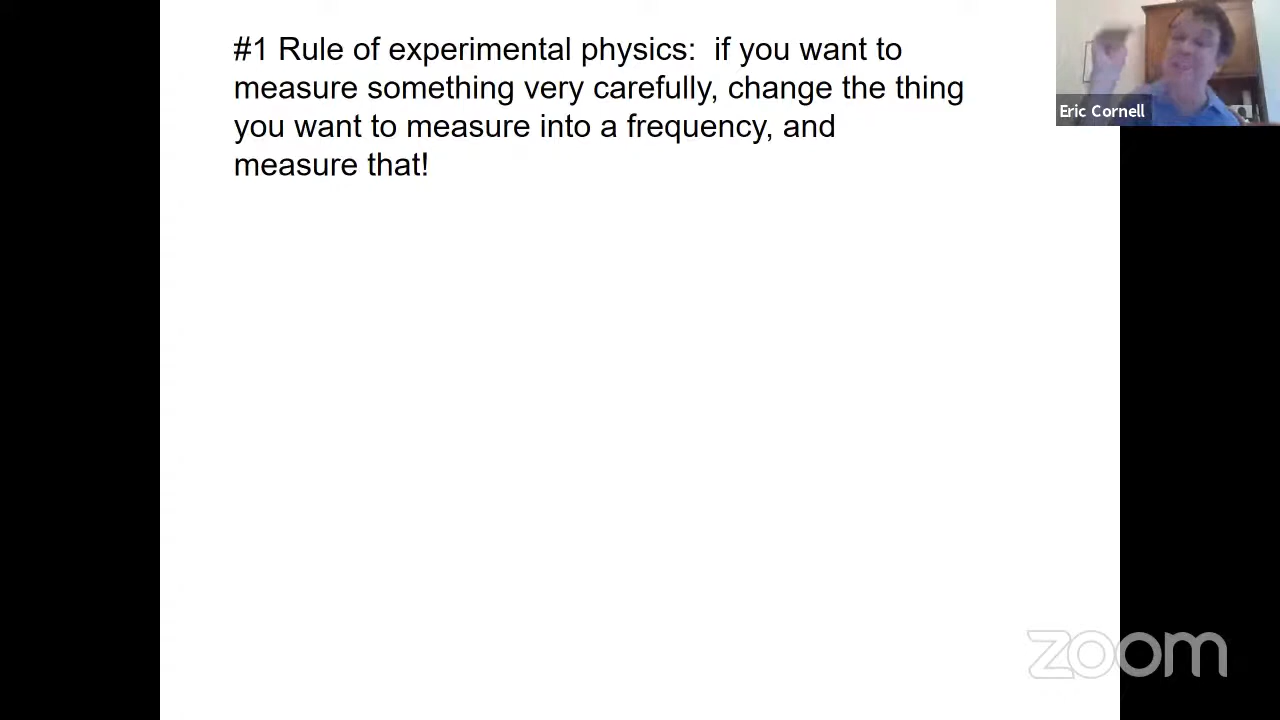 #1 Rule of experimental physics:  if you want to
measure something very carefully, change the thing
you want to measure into a frequency, and
measure that!
Eric Cornell
zoom